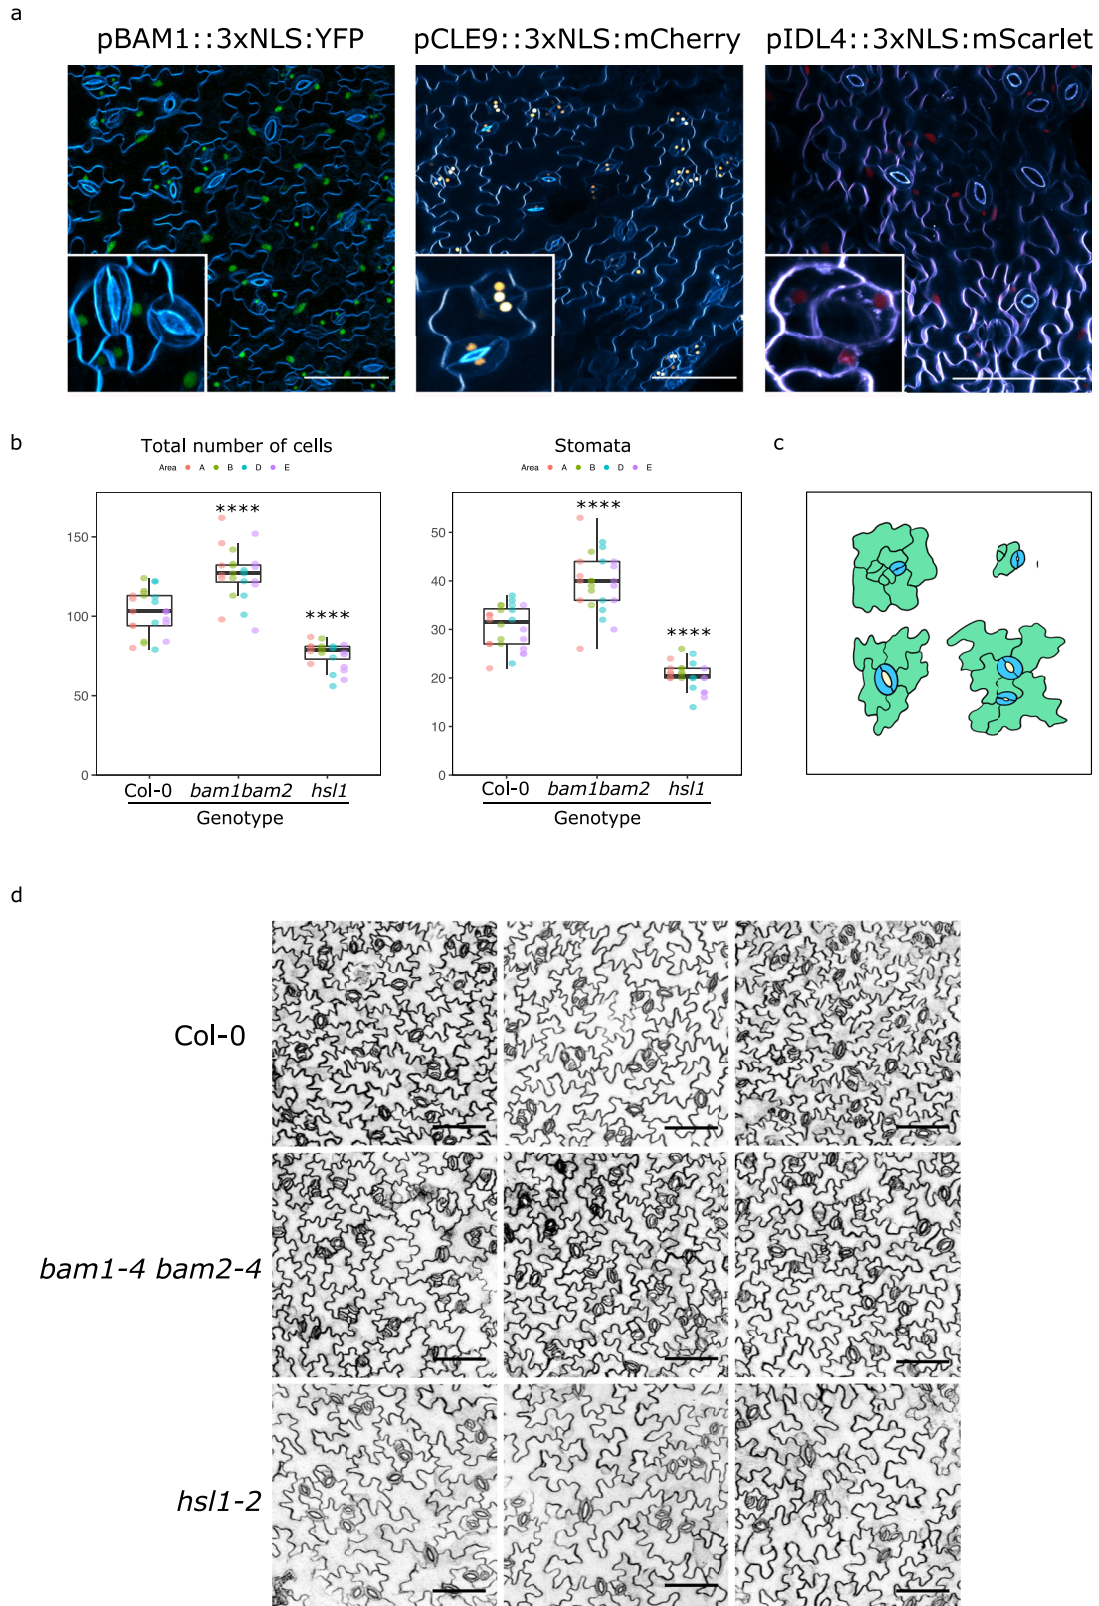 a
pBAM1::3xNLS:YFP
pCLE9::3xNLS:mCherry
pIDL4::3xNLS:mScarlet
b
Total number of cells
Area A B D E
150
100
50
0
Col-0 bam1bam2 hsl1
Genotype
****
****
Stomata
Area A B D E
50
40
30
20
10
0
Col-0 bam1bam2 hsl1
Genotype
****
****
c
d
Col-0
bam1-4 bam2-4
hsl1-2